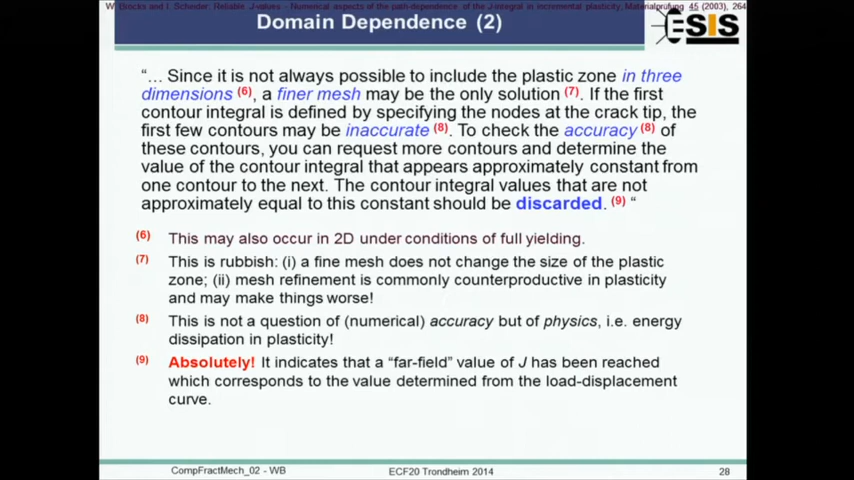 W. Brocks and I. Scheider: Reliable J-values - Numerical aspects of the path-dependence of the J integral in incremental plasticity; Materialprüfung 45 (2003), 264
Domain Dependence (2)
ESIS
“… Since it is not always possible to include the plastic zone in three
dimensions (6), a finer mesh may be the only solution (7). If the first
contour integral is defined by specifying the nodes at the crack tip, the
first few contours may be inaccurate (8). To check the accuracy (8) of
these contours, you can request more contours and determine the
value of the contour integral that appears approximately constant from
one contour to the next. The contour integral values that are not
approximately equal to this constant should be discarded. (9) “
(6) This may also occur in 2D under conditions of full yielding.
(7) This is rubbish: (i) a fine mesh does not change the size of the plastic
zone; (ii) mesh refinement is commonly counterproductive in plasticity
and may make things worse!
(8) This is not a question of (numerical) accuracy but of physics, i.e. energy
dissipation in plasticity!
(9) Absolutely! It indicates that a “far-field” value of J has been reached
which corresponds to the value determined from the load-displacement
curve.
CompFractMech_02 - WB
ECF20 Trondheim 2014
28